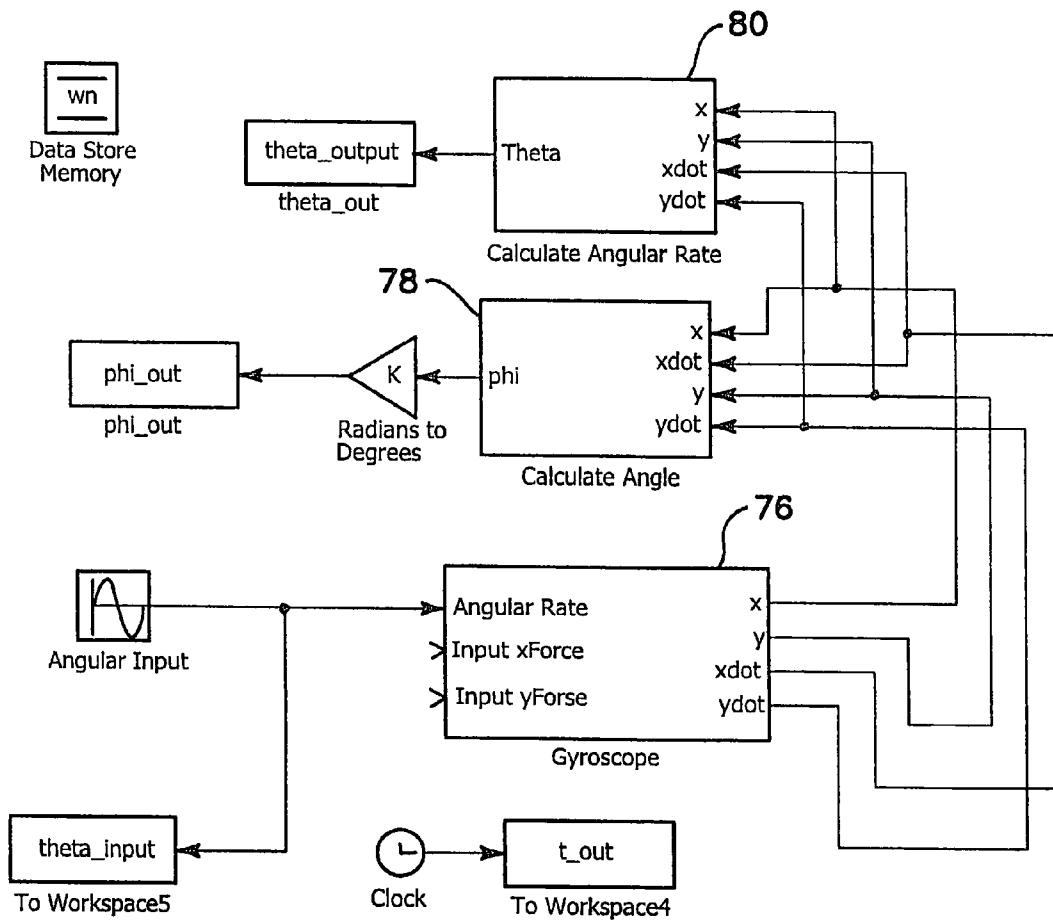 80
wn
Data Store
Memory
theta_output
theta_out
Theta
x
y
xdot
ydot
Calculate Angular Rate
78
phi_out
phi_out
K
Radians to
Degrees
phi
x
xdot
y
ydot
Calculate Angle
76
Angular Input
Angular Rate
Input xForce
Input yForse
x
y
xdot
ydot
Gyroscope
theta_input
To Workspace5
Clock
t_out
To Workspace4